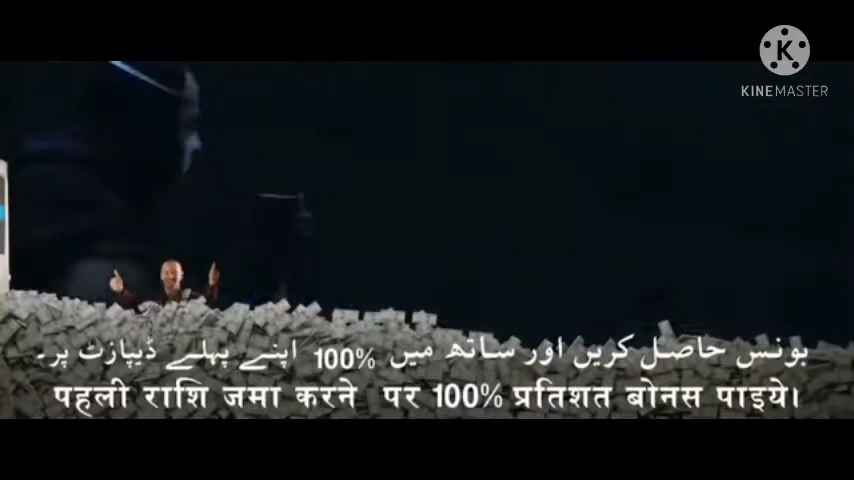 KINEMASTER
بونس حاصل کریں اور ساتھ میں 100% اپنے پہلے ڈیپازٹ پر۔
पहली राशि जमा करने पर 100% प्रतिशत बोनस पाइये।